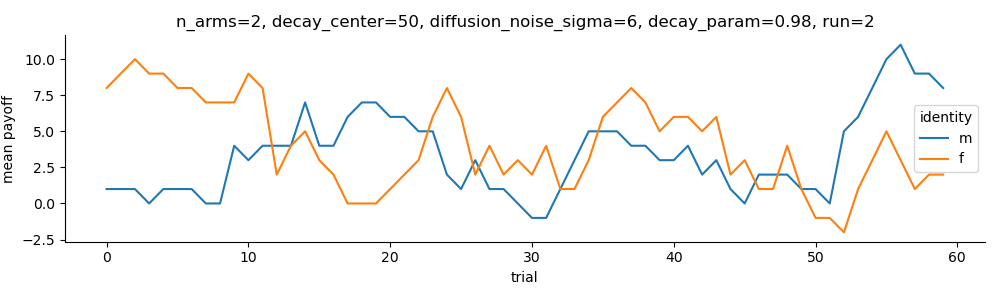 n_arms=2, decay_center=50, diffusion_noise_sigma=6, decay_param=0.98, run=2
mean payoff
10.0
7.5
5.0
2.5
0.0
−2.5
identity
m
f
0 10 20 30 40 50 60
trial